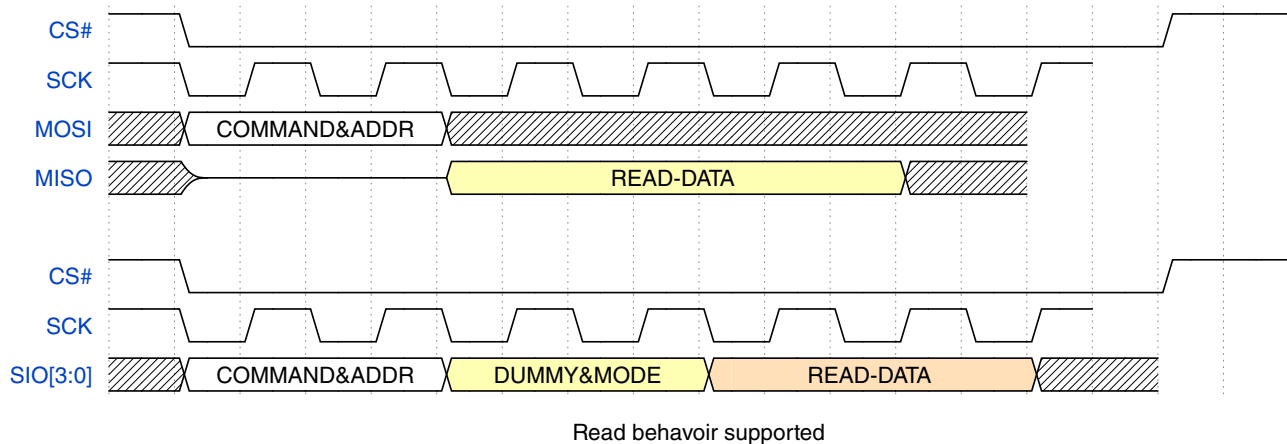 CS#
SCK
MOSI COMMAND&ADDR
MISO READ-DATA
CS#
SCK
SIO[3:0] COMMAND&ADDR DUMMY&MODE READ-DATA
Read behavoir supported